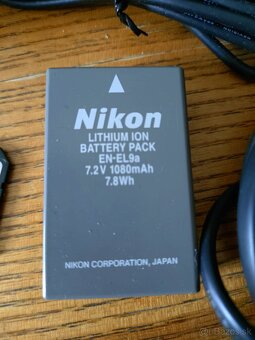 Nikon
LITHIUM ION
BATTERY PACK
EN-EL9a
7.2V 1080mAh
7.8Wh
NIKON CORPORATION, JAPAN